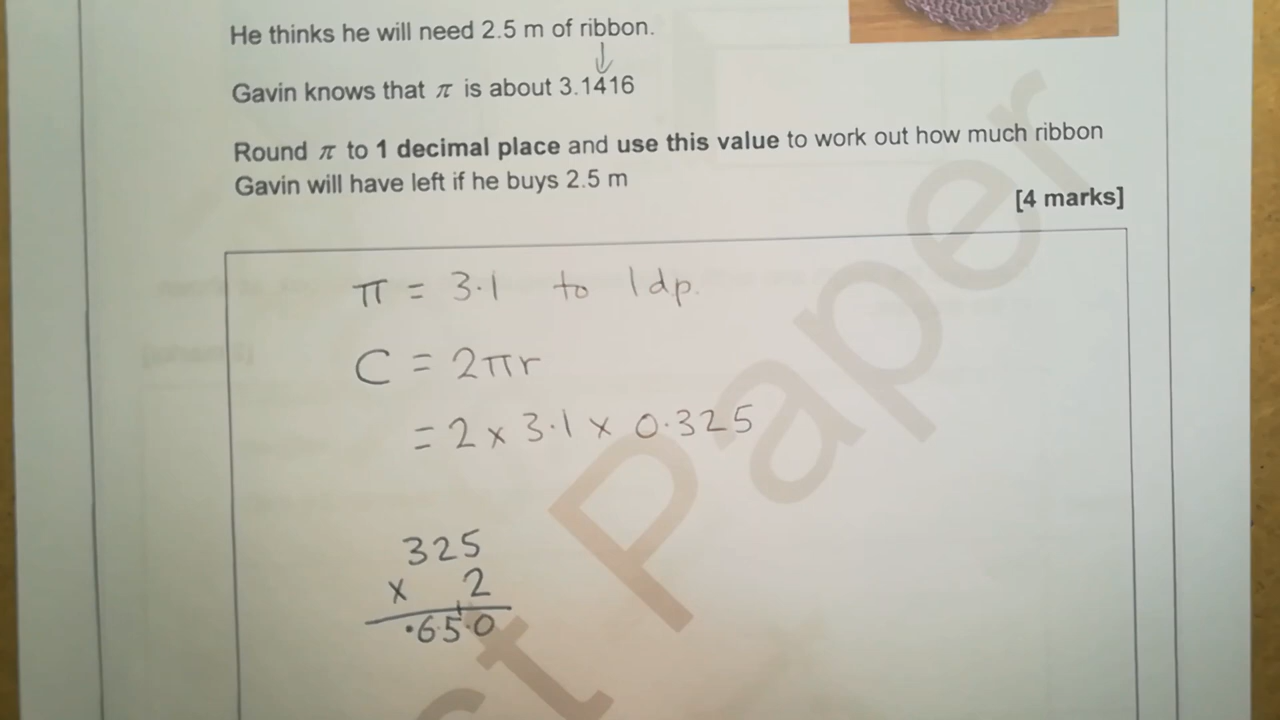 He thinks he will need 2.5 m of ribbon.
Gavin knows that π is about 3.1416
Round π to 1 decimal place and use this value to work out how much ribbon
Gavin will have left if he buys 2.5 m
[4 marks]
π = 3.1 to 1dp.
C = 2πr
= 2 x 3.1 x 0.325
325
x 2
.650
st Paper